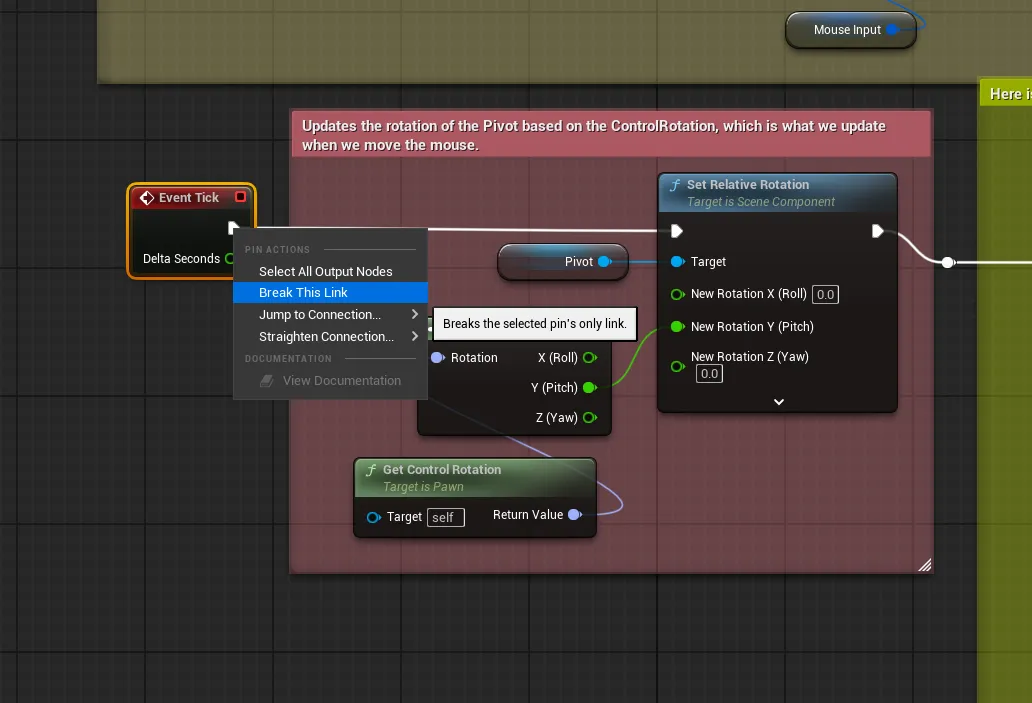 Mouse Input
Here is
Updates the rotation of the Pivot based on the ControlRotation, which is what we update
when we move the mouse.
Event Tick
Delta Seconds
PIN ACTIONS
Select All Output Nodes
Break This Link
Jump to Connection...
Straighten Connection...
DOCUMENTATION
View Documentation
Breaks the selected pin's only link.
Pivot
Set Relative Rotation
Target is Scene Component
Target
New Rotation X (Roll) 0.0
New Rotation Y (Pitch)
New Rotation Z (Yaw)
0.0
Rotation
X (Roll)
Y (Pitch)
Z (Yaw)
Get Control Rotation
Target is Pawn
Target self
Return Value